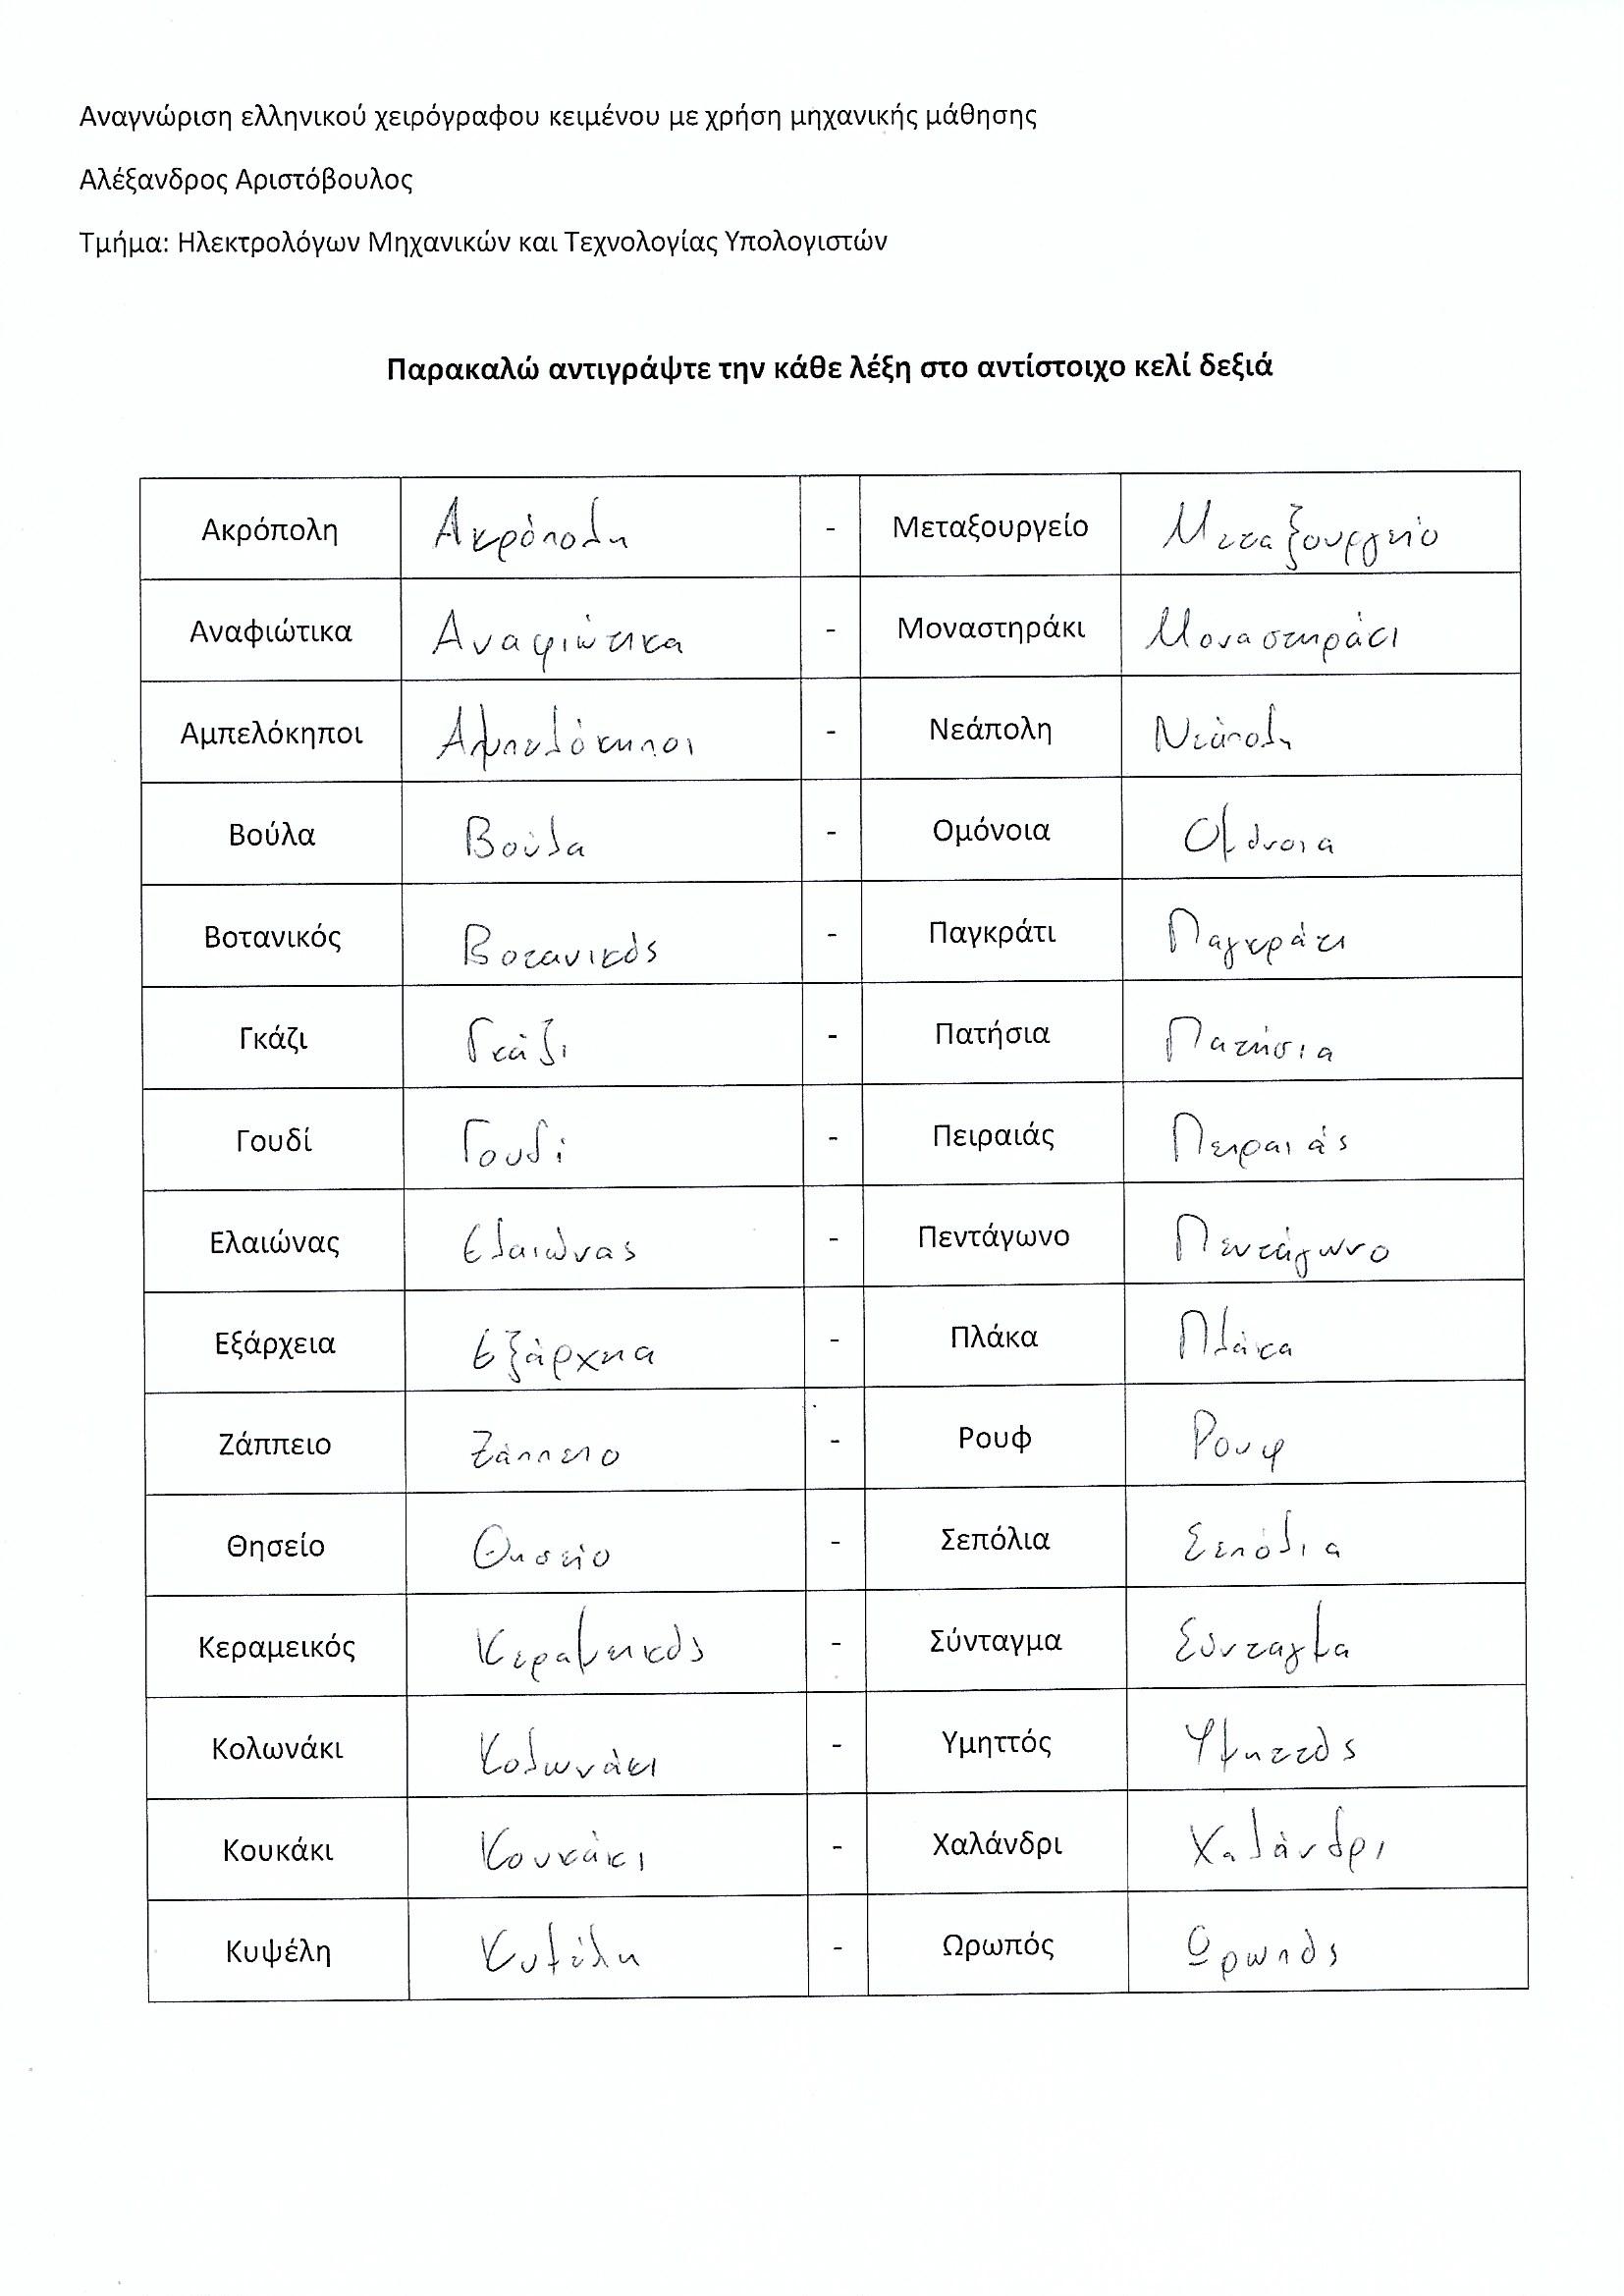 Αναγνώριση ελληνικού χειρόγραφου κειμένου με χρήση μηχανικής μάθησης
Αλέξανδρος Αριστόβουλος
Τμήμα: Ηλεκτρολόγων Μηχανικών και Τεχνολογίας Υπολογιστών
Παρακαλώ αντιγράψτε την κάθε λέξη στο αντίστοιχο κελί δεξιά
Ακρόπολη Ακρόπολη - Μεταξουργείο Μεταξουργείο
Αναφιώτικα Αναφιώτικα - Μοναστηράκι Μοναστηράκι
Αμπελόκηποι Αμπελόκηποι - Νεάπολη Νεάπολη
Βούλα Βούλα - Ομόνοια Ομόνοια
Βοτανικός Βοτανικός - Παγκράτι Παγκράτι
Γκάζι Γκάζι - Πατήσια Πατήσια
Γουδί Γουδί - Πειραιάς Πειραιάς
Ελαιώνας Ελαιώνας - Πεντάγωνο Πεντάγωνο
Εξάρχεια Εξάρχεια - Πλάκα Πλάκα
Ζάππειο Ζάππειο - Ρουφ Ρουφ
Θησείο Θησείο - Σεπόλια Σεπόλια
Κεραμεικός Κεραμεικός - Σύνταγμα Σύνταγμα
Κολωνάκι Κολωνάκι - Υμηττός Υμηττός
Κουκάκι Κουκάκι - Χαλάνδρι Χαλάνδρι
Κυψέλη Κυψέλη - Ωρωπός Ωρωπός